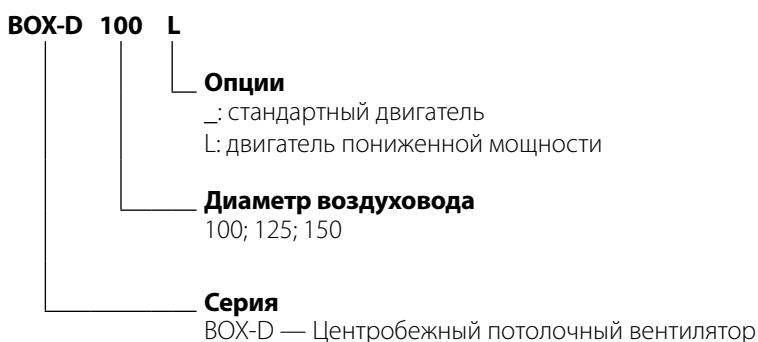 BOX-D 100 L
Опции
_: стандартный двигатель
L: двигатель пониженной мощности
Диаметр воздуховода
100; 125; 150
Серия
BOX-D — Центробежный потолочный вентилятор